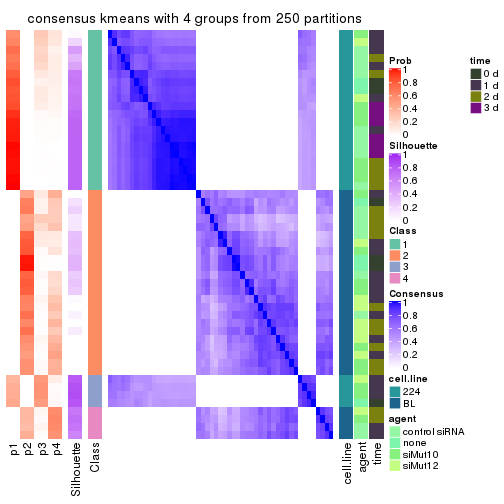 consensus kmeans with 4 groups from 250 partitions
p1
p2
p3
p4
Silhouette
Class
cell.line
agent
time
Prob
1
0.8
0.6
0.4
0.2
0
Silhouette
1
0.8
0.6
0.4
0.2
0
Class
1
2
3
4
Consensus
1
0.8
0.6
0.4
0.2
0
cell.line
224
BL
agent
control siRNA
none
siMut10
siMut12
time
0 d
1 d
2 d
3 d